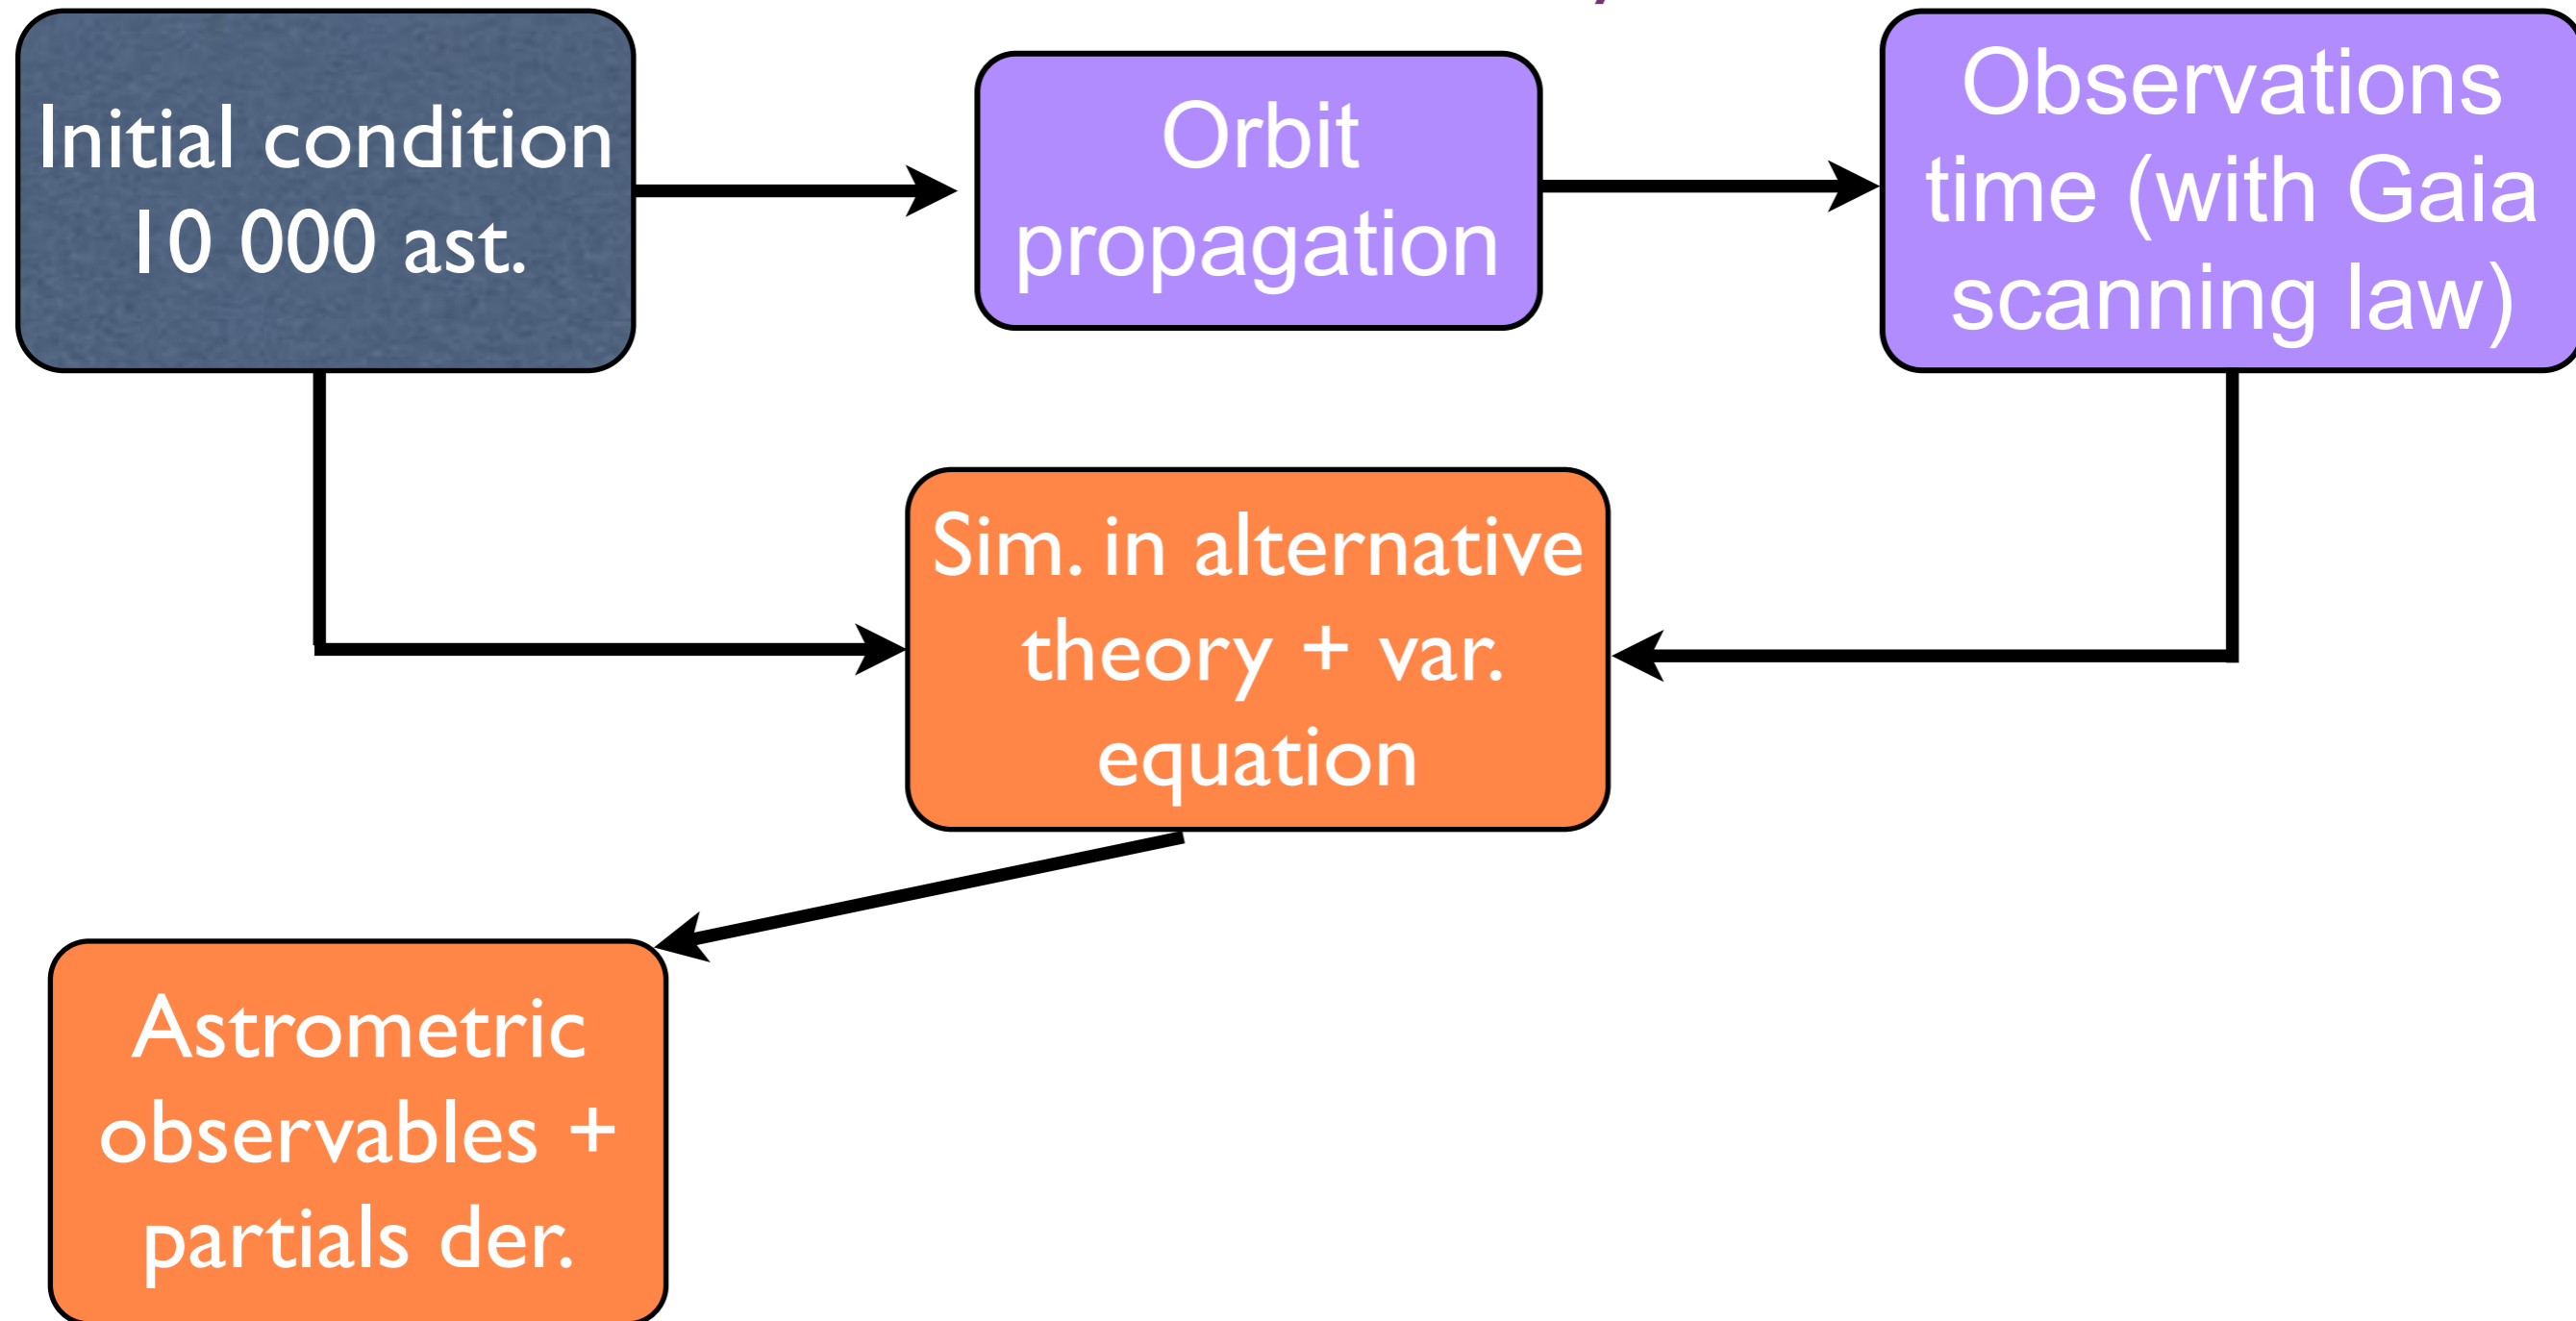 Initial condition
10 000 ast.
Orbit
propagation
Observations
time (with Gaia
scanning law)
Sim. in alternative
theory + var.
equation
Astrometric
observables +
partials der.